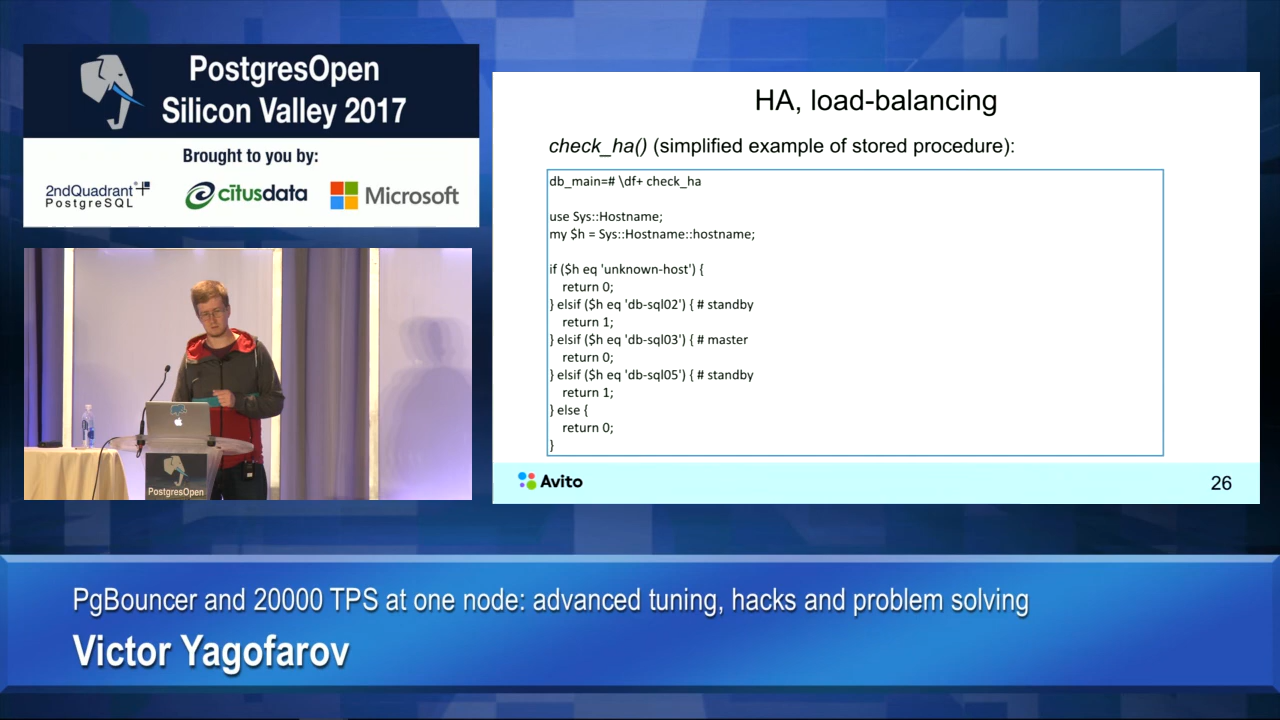 PostgresOpen
Silicon Valley 2017
Brought to you by:
2ndQuadrant
PostgreSQL
citusdata
Microsoft
PostgresOpen
HA, load-balancing
check_ha() (simplified example of stored procedure):
db_main=# \df+ check_ha
use Sys::Hostname;
my $h = Sys::Hostname::hostname;
if ($h eq 'unknown-host') {
return 0;
} elsif ($h eq 'db-sql02') { # standby
return 1;
} elsif ($h eq 'db-sql03') { # master
return 0;
} elsif ($h eq 'db-sql05') { # standby
return 1;
} else {
return 0;
}
Avito
26
PgBouncer and 20000 TPS at one node: advanced tuning, hacks and problem solving
Victor Yagofarov